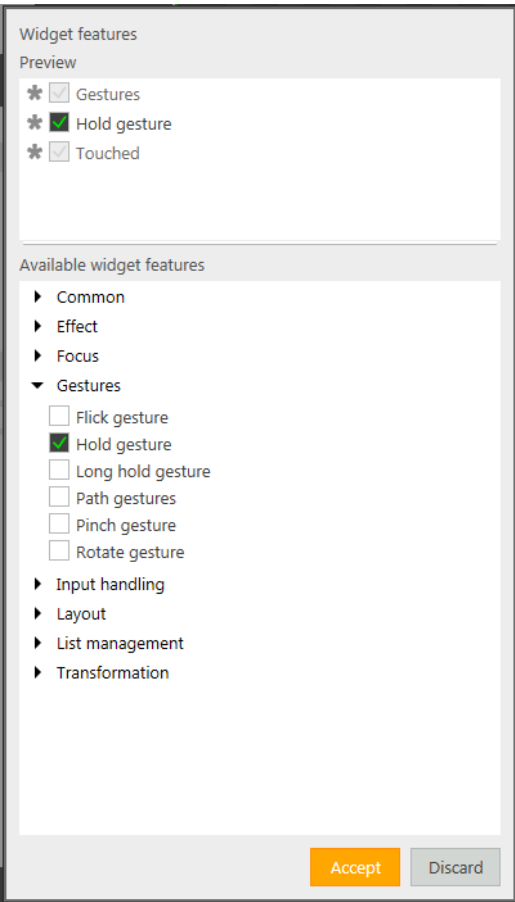 Widget features
Preview
Gestures
Hold gesture
Touched
Available widget features
Common
Effect
Focus
Gestures
Flick gesture
Hold gesture
Long hold gesture
Path gestures
Pinch gesture
Rotate gesture
Input handling
Layout
List management
Transformation
Accept Discard